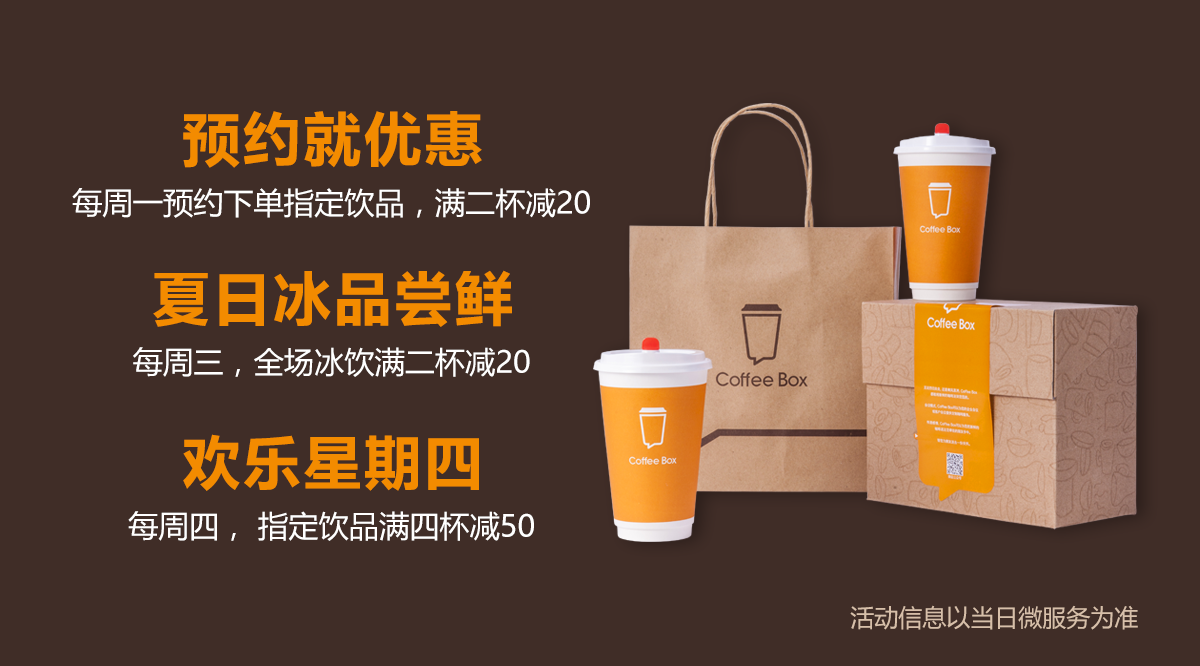 预约就优惠
每周一预约下单指定饮品，满二杯减20
夏日冰品尝鲜
每周三，全场冰饮满二杯减20
欢乐星期四
每周四， 指定饮品满四杯减50
Coffee Box
Coffee Box
Coffee Box
Coffee Box
活动信息以当日微服务为准